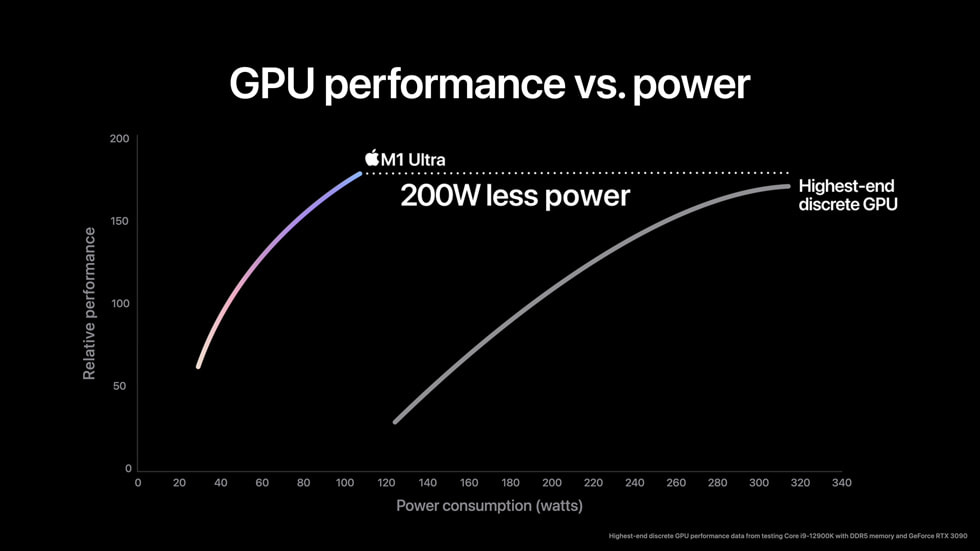 GPU performance vs. power
200
M1 Ultra
200W less power
Highest-end
discrete GPU
150
Relative performance
100
50
0
0 20 40 60 80 100 120 140 160 180 200 220 240 260 280 300 320 340
Power consumption (watts)
Highest-end discrete GPU performance data from testing Core i9-12900K with DDR5 memory and GeForce RTX 3090